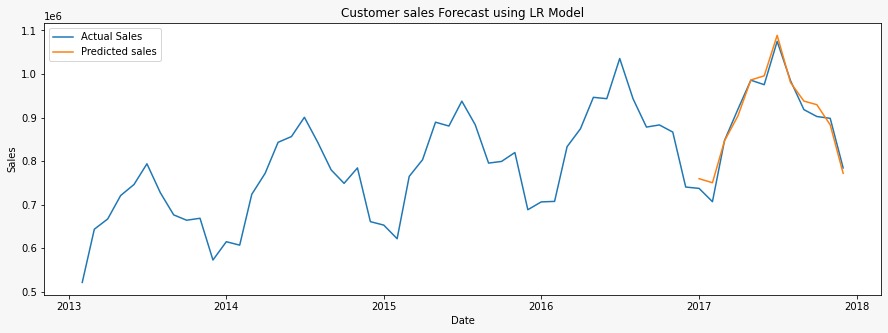 Customer sales Forecast using LR Model
1e6
Actual Sales
Predicted sales
1.1
1.0
0.9
0.8
0.7
0.6
0.5
Sales
2013 2014 2015 2016 2017 2018
Date